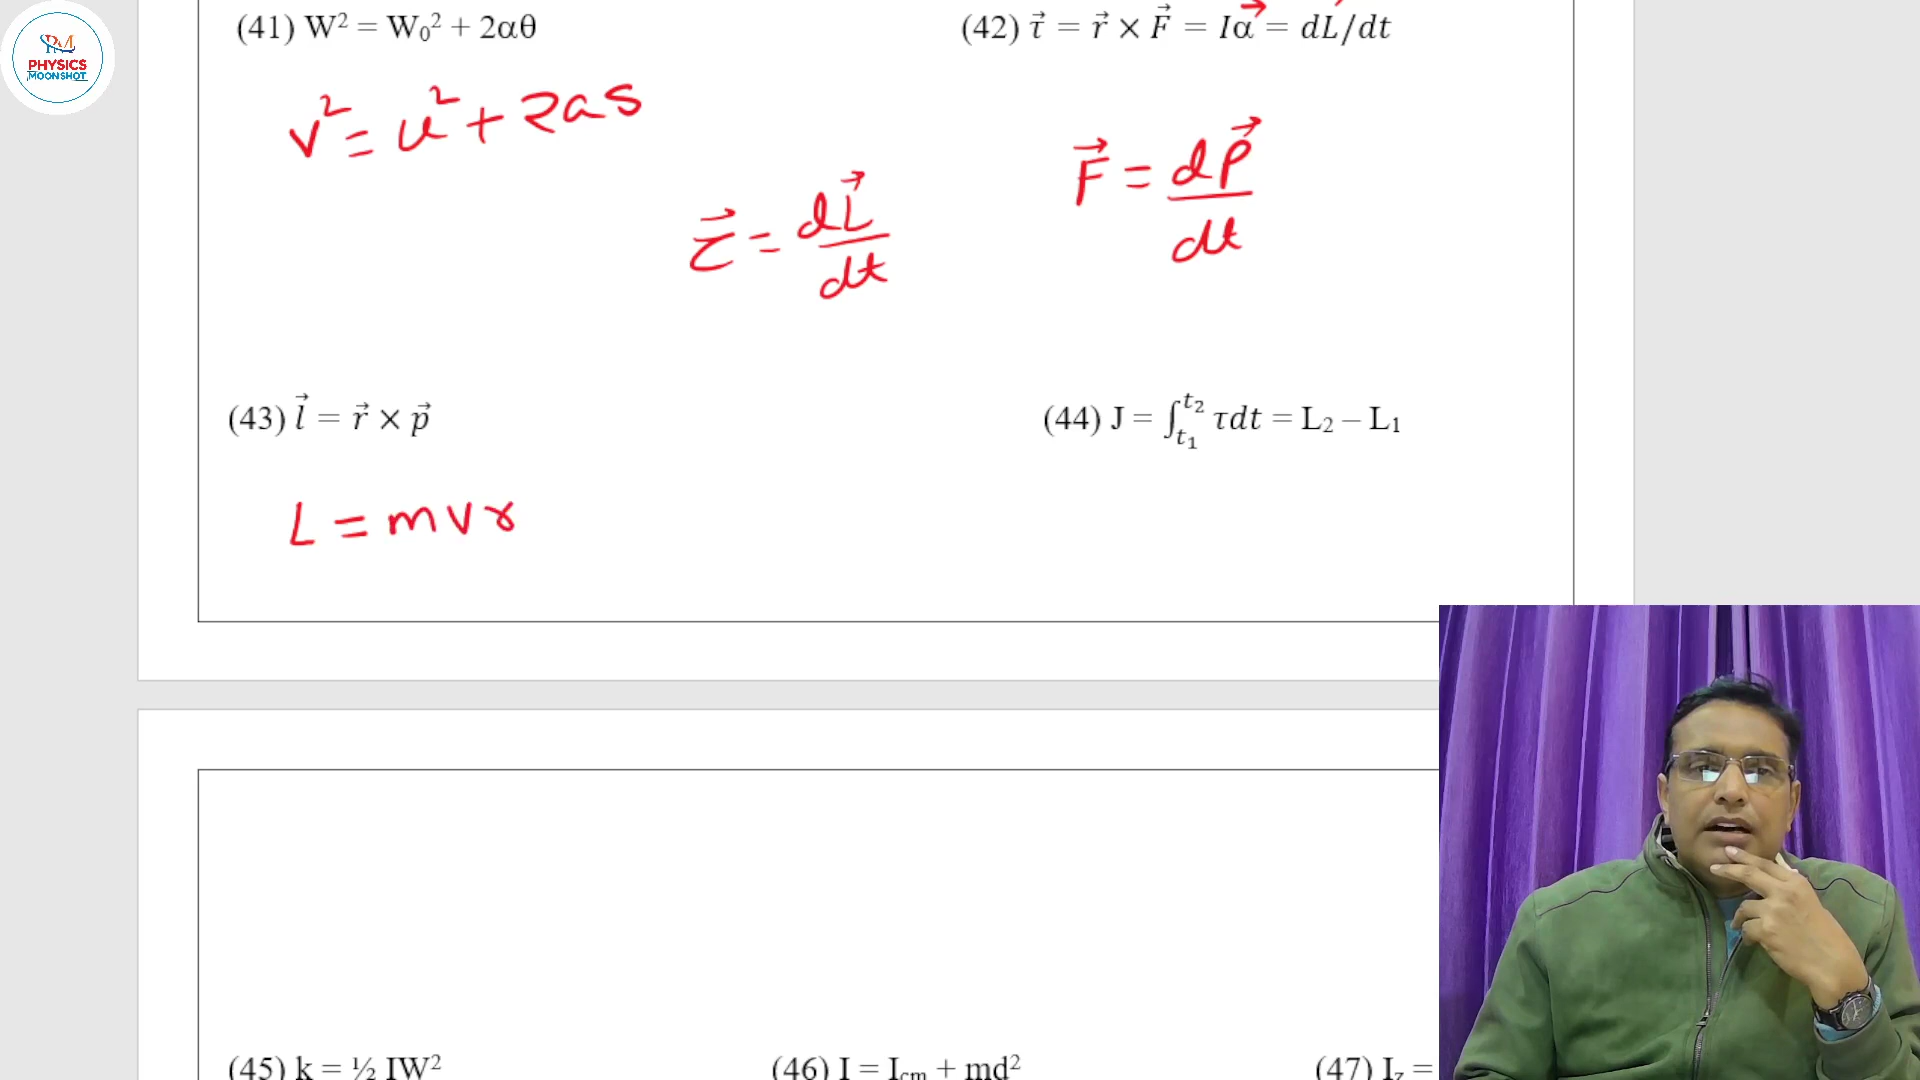 PHYSICS
MOONSHOT
(41) W² = W₀² + 2αθ
(42) τ⃗ = r⃗ × F⃗ = Iα⃗ = dL/dt
v² = u² + 2as
F⃗ = dP⃗/dt
τ⃗ = dL⃗/dt
(43) l⃗ = r⃗ × p⃗
(44) J = ∫ₜ₁ᵗ² τdt = L₂ – L₁
L = mvr
(45) k = ½ IW²
(46) I = Icm + md²
(47) Iz =